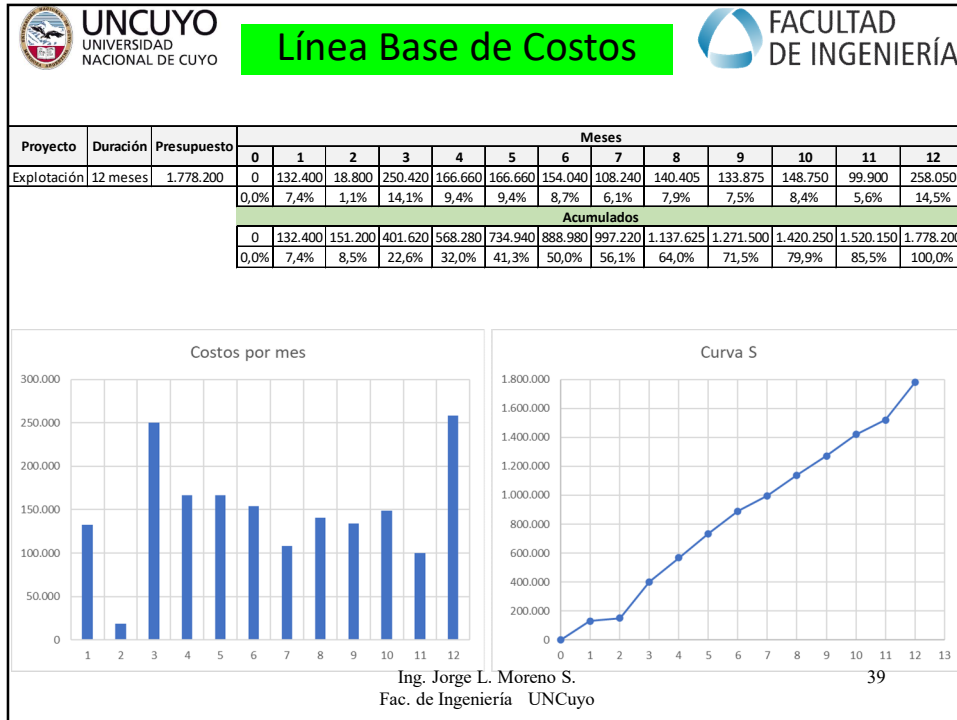 UNCUYO
UNIVERSIDAD
NACIONAL DE CUYO
Línea Base de Costos
FACULTAD
DE INGENIERÍA
Proyecto Duración Presupuesto Meses
0 1 2 3 4 5 6 7 8 9 10 11 12
Explotación 12 meses 1.778.200 0 132.400 18.800 250.420 166.660 166.660 154.040 108.240 140.405 133.875 148.750 99.900 258.050
0,0% 7,4% 1,1% 14,1% 9,4% 9,4% 8,7% 6,1% 7,9% 7,5% 8,4% 5,6% 14,5%
Acumulados
0 132.400 151.200 401.620 568.280 734.940 888.980 997.220 1.137.625 1.271.500 1.420.250 1.520.150 1.778.200
0,0% 7,4% 8,5% 22,6% 32,0% 41,3% 50,0% 56,1% 64,0% 71,5% 79,9% 85,5% 100,0%
Costos por mes
300.000
250.000
200.000
150.000
100.000
50.000
0
1 2 3 4 5 6 7 8 9 10 11 12
Curva S
1.800.000
1.600.000
1.400.000
1.200.000
1.000.000
800.000
600.000
400.000
200.000
0
0 1 2 3 4 5 6 7 8 9 10 11 12 13
Ing. Jorge L. Moreno S.
Fac. de Ingeniería UNCuyo
39